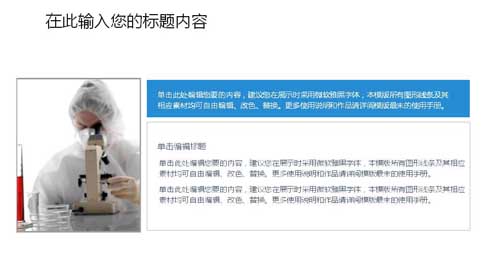 在此输入您的标题内容
单击此处编辑您要的内容，建议您在展示时采用微软雅黑字体，本模版所有图形线条及其
相应素材均可自由编辑、改色、替换。更多使用说明和作品请详阅模版最末的使用手册。
单击编辑标题
单击此处编辑您要的内容，建议您在展示时采用微软雅黑字体，本模版所有图形线条及其相应
素材均可自由编辑、改色、替换。更多使用说明和作品请详阅模版最末的使用手册。
单击此处编辑您要的内容，建议您在展示时采用微软雅黑字体，本模版所有图形线条及其相应
素材均可自由编辑、改色、替换。更多使用说明和作品请详阅模版最末的使用手册。